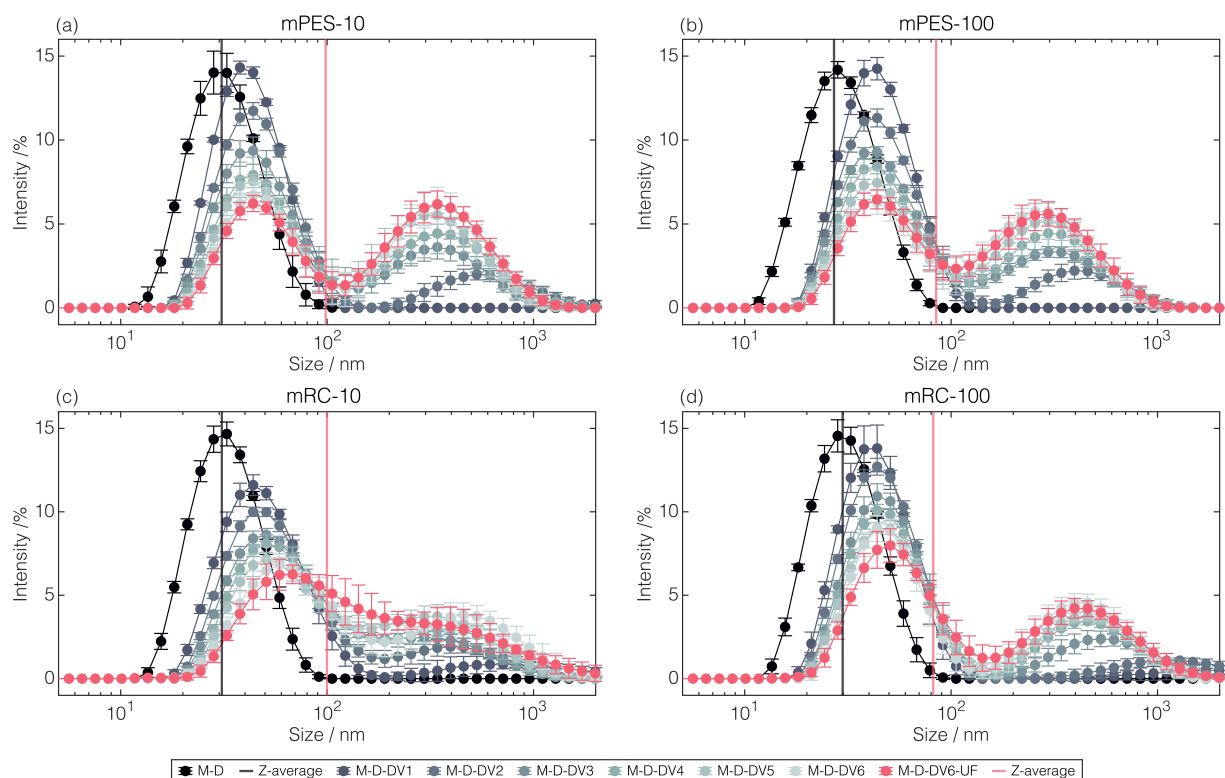 (a) mPES-10
(b) mPES-100
15
10
5
0
Intensity /%
10¹ 10² 10³
Size / nm
15
10
5
0
Intensity /%
10¹ 10² 10³
Size / nm
(c) mRC-10
(d) mRC-100
15
10
5
0
Intensity /%
10¹ 10² 10³
Size / nm
15
10
5
0
Intensity /%
10¹ 10² 10³
Size / nm
M-D Z-average M-D-DV1 M-D-DV2 M-D-DV3 M-D-DV4 M-D-DV5 M-D-DV6 M-D-DV6-UF Z-average